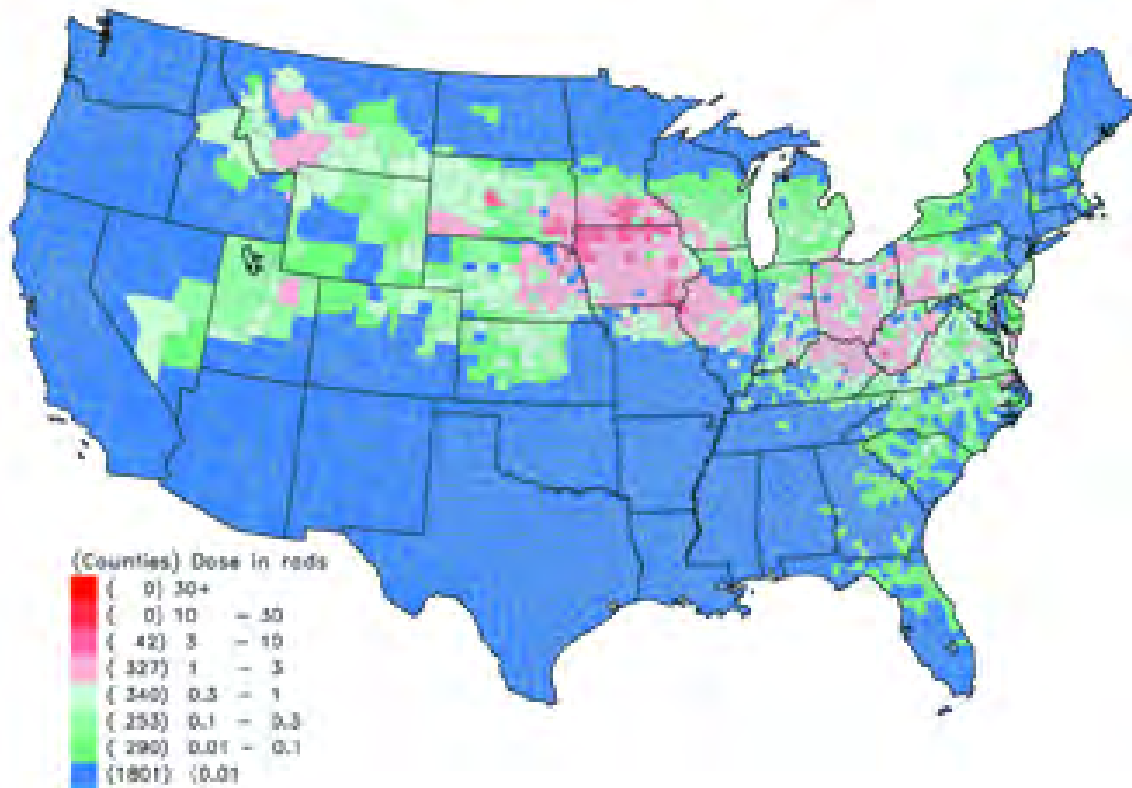 (Counties) Dose in rads
( 0) 30+
( 0) 10 - 30
( 42) 3 - 10
( 327) 1 - 3
( 340) 0.3 - 1
( 253) 0.1 - 0.3
( 290) 0.01 - 0.1
(1801) <0.01